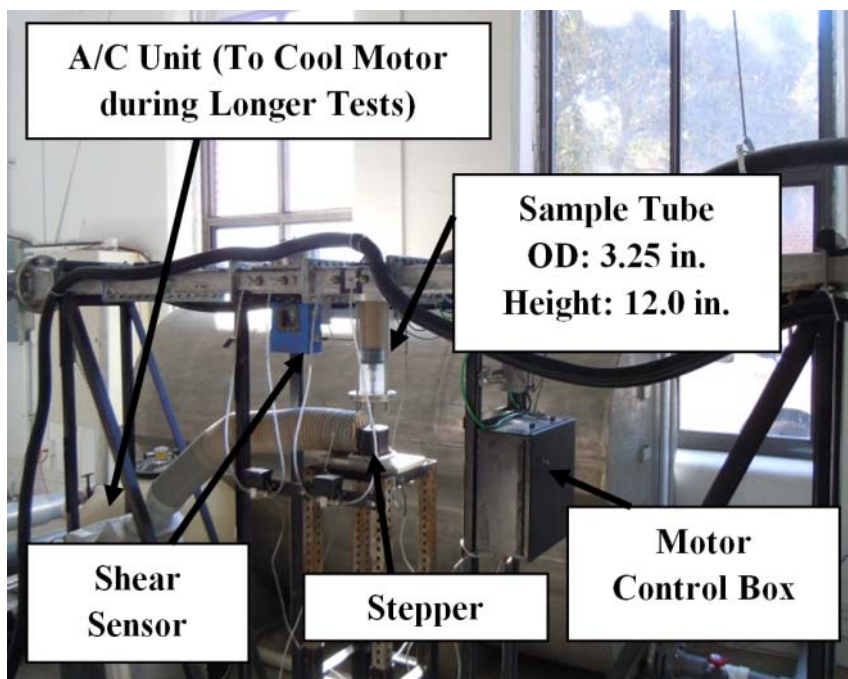 A/C Unit (To Cool Motor
during Longer Tests)
Sample Tube
OD: 3.25 in.
Height: 12.0 in.
Shear
Sensor
Stepper
Motor
Control Box